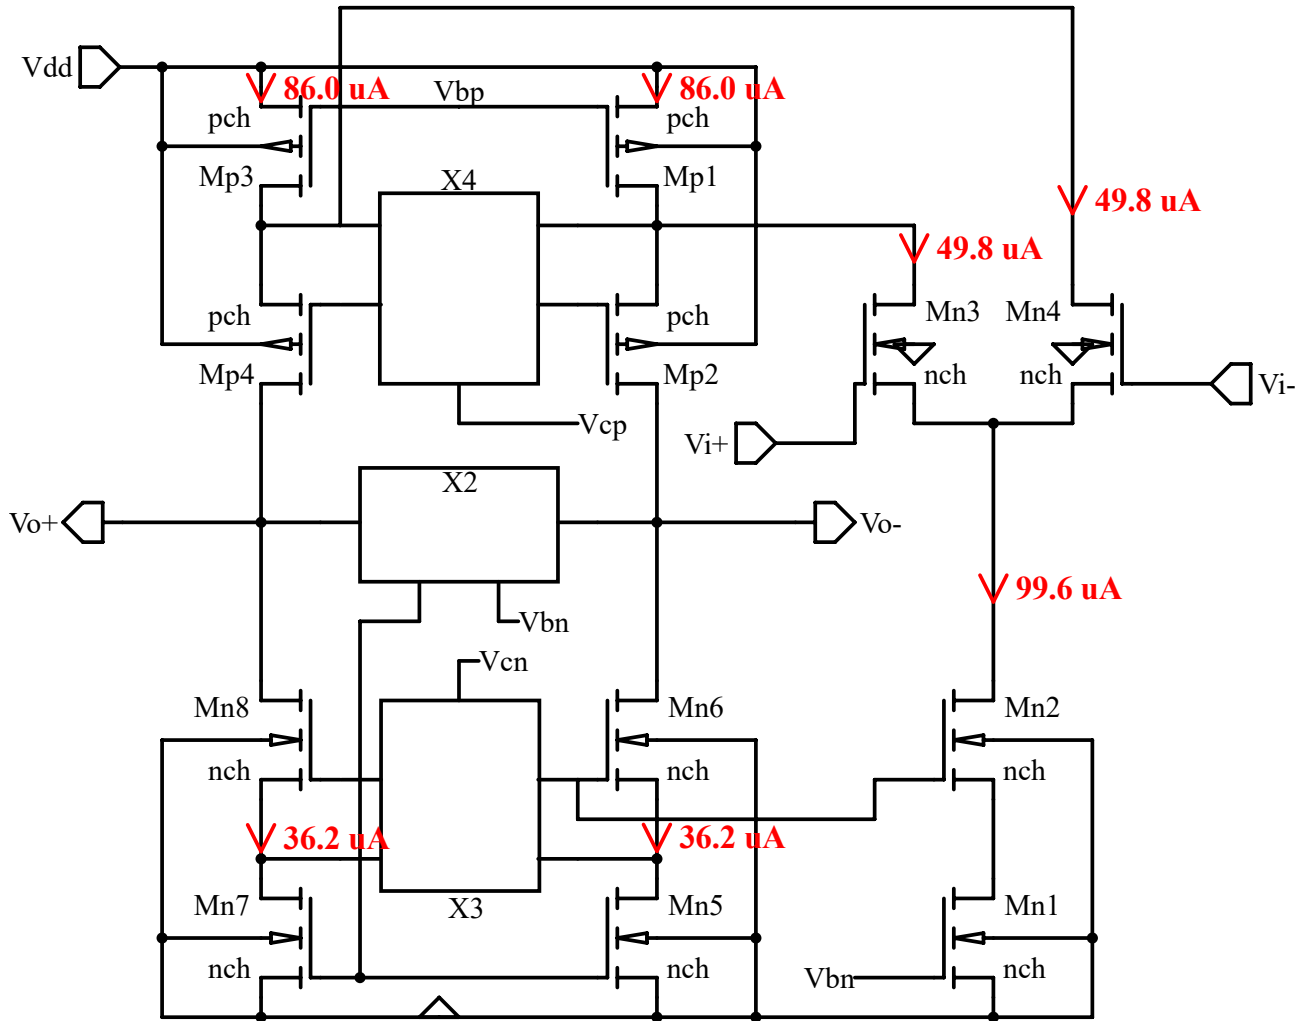 Vdd
86.0 uA
Vbp
86.0 uA
pch
pch
Mp3
X4
Mp1
49.8 uA
49.8 uA
pch
pch
Mn3
Mn4
Mp4
Mp2
nch
nch
Vi-
Vcp
Vi+
X2
Vo+
Vo-
99.6 uA
Vbn
Vcn
Mn8
Mn6
Mn2
nch
nch
nch
36.2 uA
36.2 uA
Mn7
X3
Mn5
Mn1
nch
nch
Vbn
nch